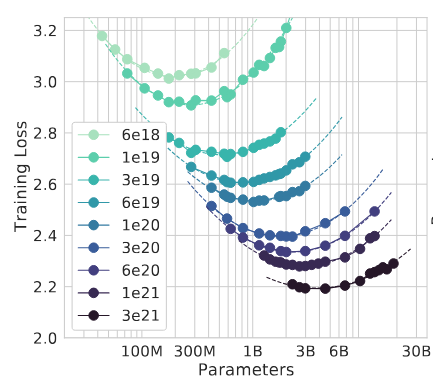 3.2
3.0
2.8
2.6
2.4
2.2
2.0
Training Loss
6e18
1e19
3e19
6e19
1e20
3e20
6e20
1e21
3e21
100M 300M 1B 3B 6B 30B
Parameters